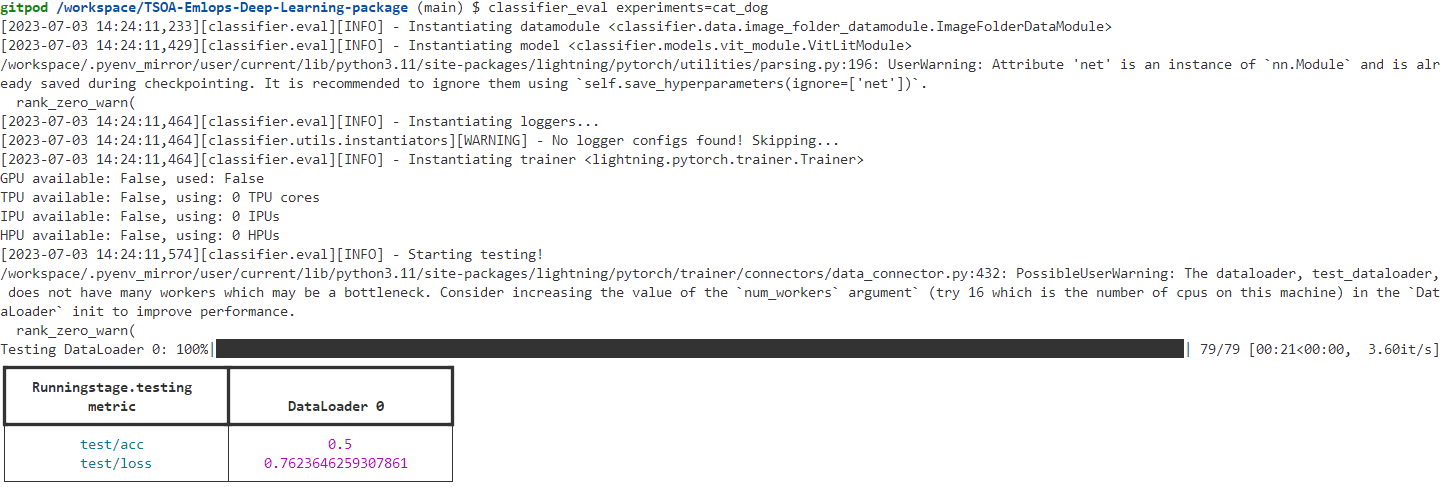 gitpod /workspace/TSOA-Emlops-Deep-Learning-package (main) $ classifier_eval experiments=cat_dog
[2023-07-03 14:24:11,233][classifier.eval][INFO] - Instantiating datamodule <classifier.data.image_folder_datamodule.ImageFolderDataModule>
[2023-07-03 14:24:11,429][classifier.eval][INFO] - Instantiating model <classifier.models.vit_module.VitLitModule>
/workspace/.pyenv_mirror/user/current/lib/python3.11/site-packages/lightning/pytorch/utilities/parsing.py:196: UserWarning: Attribute 'net' is an instance of `nn.Module` and is alr
eady saved during checkpointing. It is recommended to ignore them using `self.save_hyperparameters(ignore=['net'])`.
  rank_zero_warn(
[2023-07-03 14:24:11,464][classifier.eval][INFO] - Instantiating loggers...
[2023-07-03 14:24:11,464][classifier.utils.instantiators][WARNING] - No logger configs found! Skipping...
[2023-07-03 14:24:11,464][classifier.eval][INFO] - Instantiating trainer <lightning.pytorch.trainer.Trainer>
GPU available: False, used: False
TPU available: False, using: 0 TPU cores
IPU available: False, using: 0 IPUs
HPU available: False, using: 0 HPUs
[2023-07-03 14:24:11,574][classifier.eval][INFO] - Starting testing!
/workspace/.pyenv_mirror/user/current/lib/python3.11/site-packages/lightning/pytorch/trainer/connectors/data_connector.py:432: PossibleUserWarning: The dataloader, test_dataloader,
 does not have many workers which may be a bottleneck. Consider increasing the value of the `num_workers` argument` (try 16 which is the number of cpus on this machine) in the `Dat
aLoader` init to improve performance.
  rank_zero_warn(
Testing DataLoader 0: 100%| | 79/79 [00:21<00:00,  3.60it/s]
Runningstage.testing
metric DataLoader 0
test/acc 0.5
test/loss 0.7623646259307861